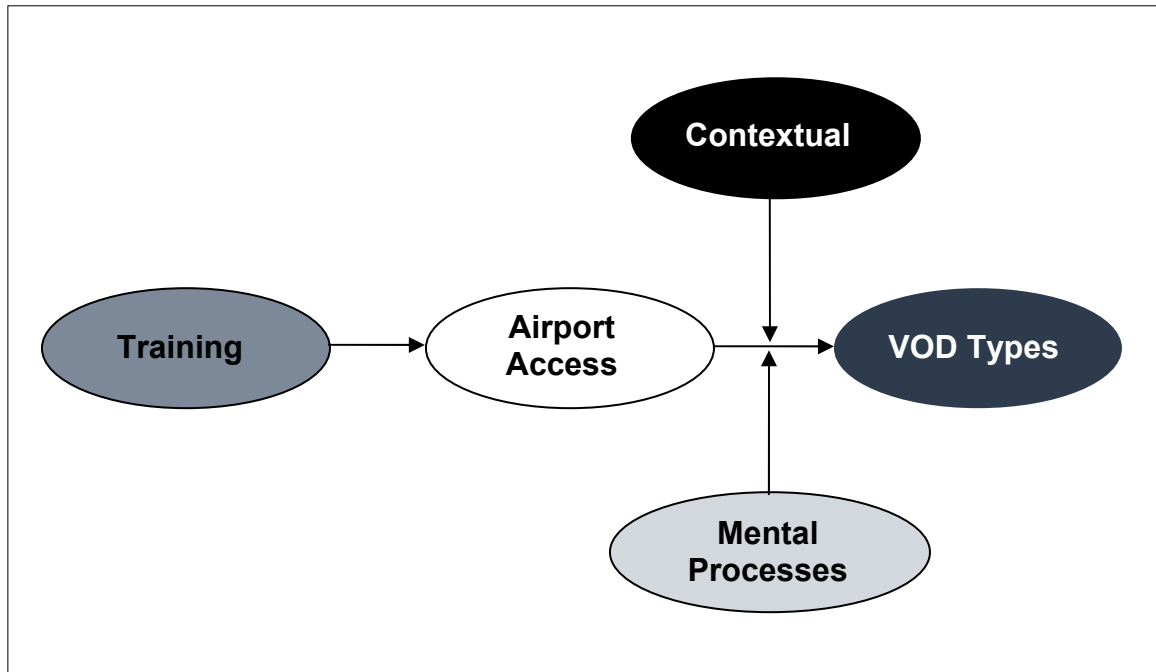 Contextual
Training
Airport
Access
VOD Types
Mental
Processes